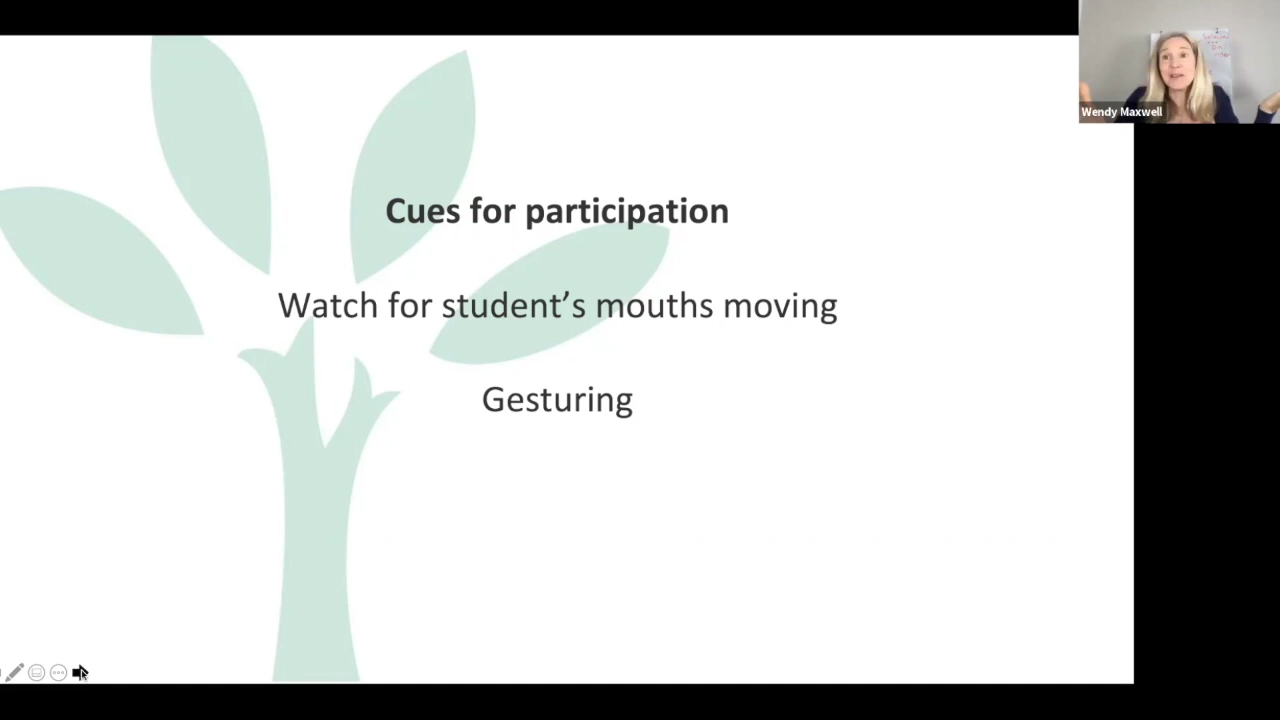 Cues for participation
Watch for student’s mouths moving
Gesturing
Wendy Maxwell